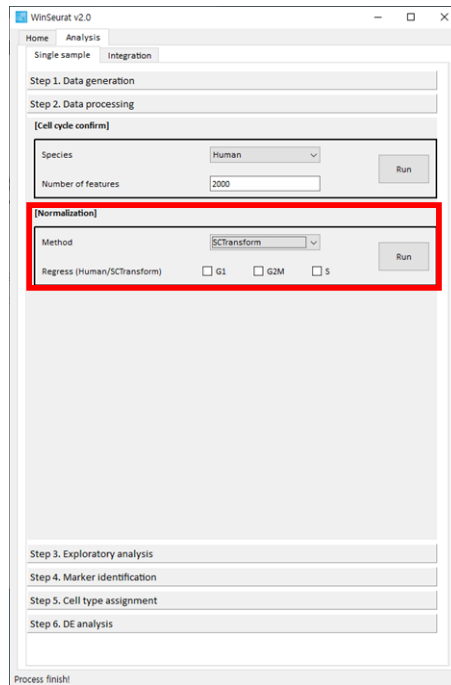 WinSeurat v2.0
Home Analysis
Single sample Integration
Step 1. Data generation
Step 2. Data processing
[Cell cycle confirm]
Species Human
Run
Number of features 2000
[Normalization]
Method SCTransform
Run
Regress (Human/SCTransform) G1 G2M S
Step 3. Exploratory analysis
Step 4. Marker identification
Step 5. Cell type assignment
Step 6. DE analysis
Process finish!